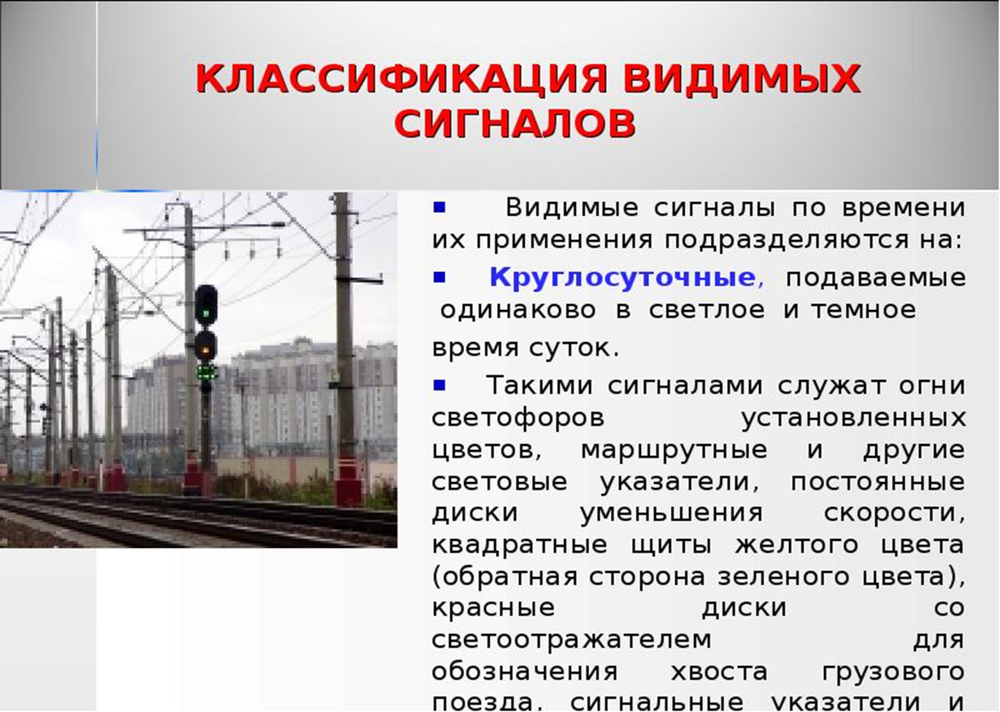 КЛАССИФИКАЦИЯ ВИДИМЫХ
СИГНАЛОВ
Видимые сигналы по времени
их применения подразделяются на:
Круглосуточные, подаваемые
одинаково в светлое и темное
время суток.
Такими сигналами служат огни
светофоров установленных
цветов, маршрутные и другие
световые указатели, постоянные
диски уменьшения скорости,
квадратные щиты желтого цвета
(обратная сторона зеленого цвета),
красные диски со
светоотражателем для
обозначения хвоста грузового
поезда, сигнальные указатели и